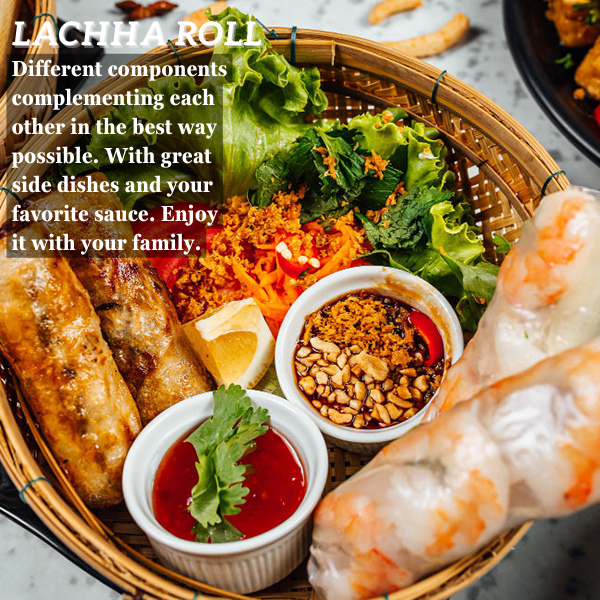 LACHHA ROLL
Different components
complementing each
other in the best way
possible. With great
side dishes and your
favorite sauce. Enjoy
it with your family.